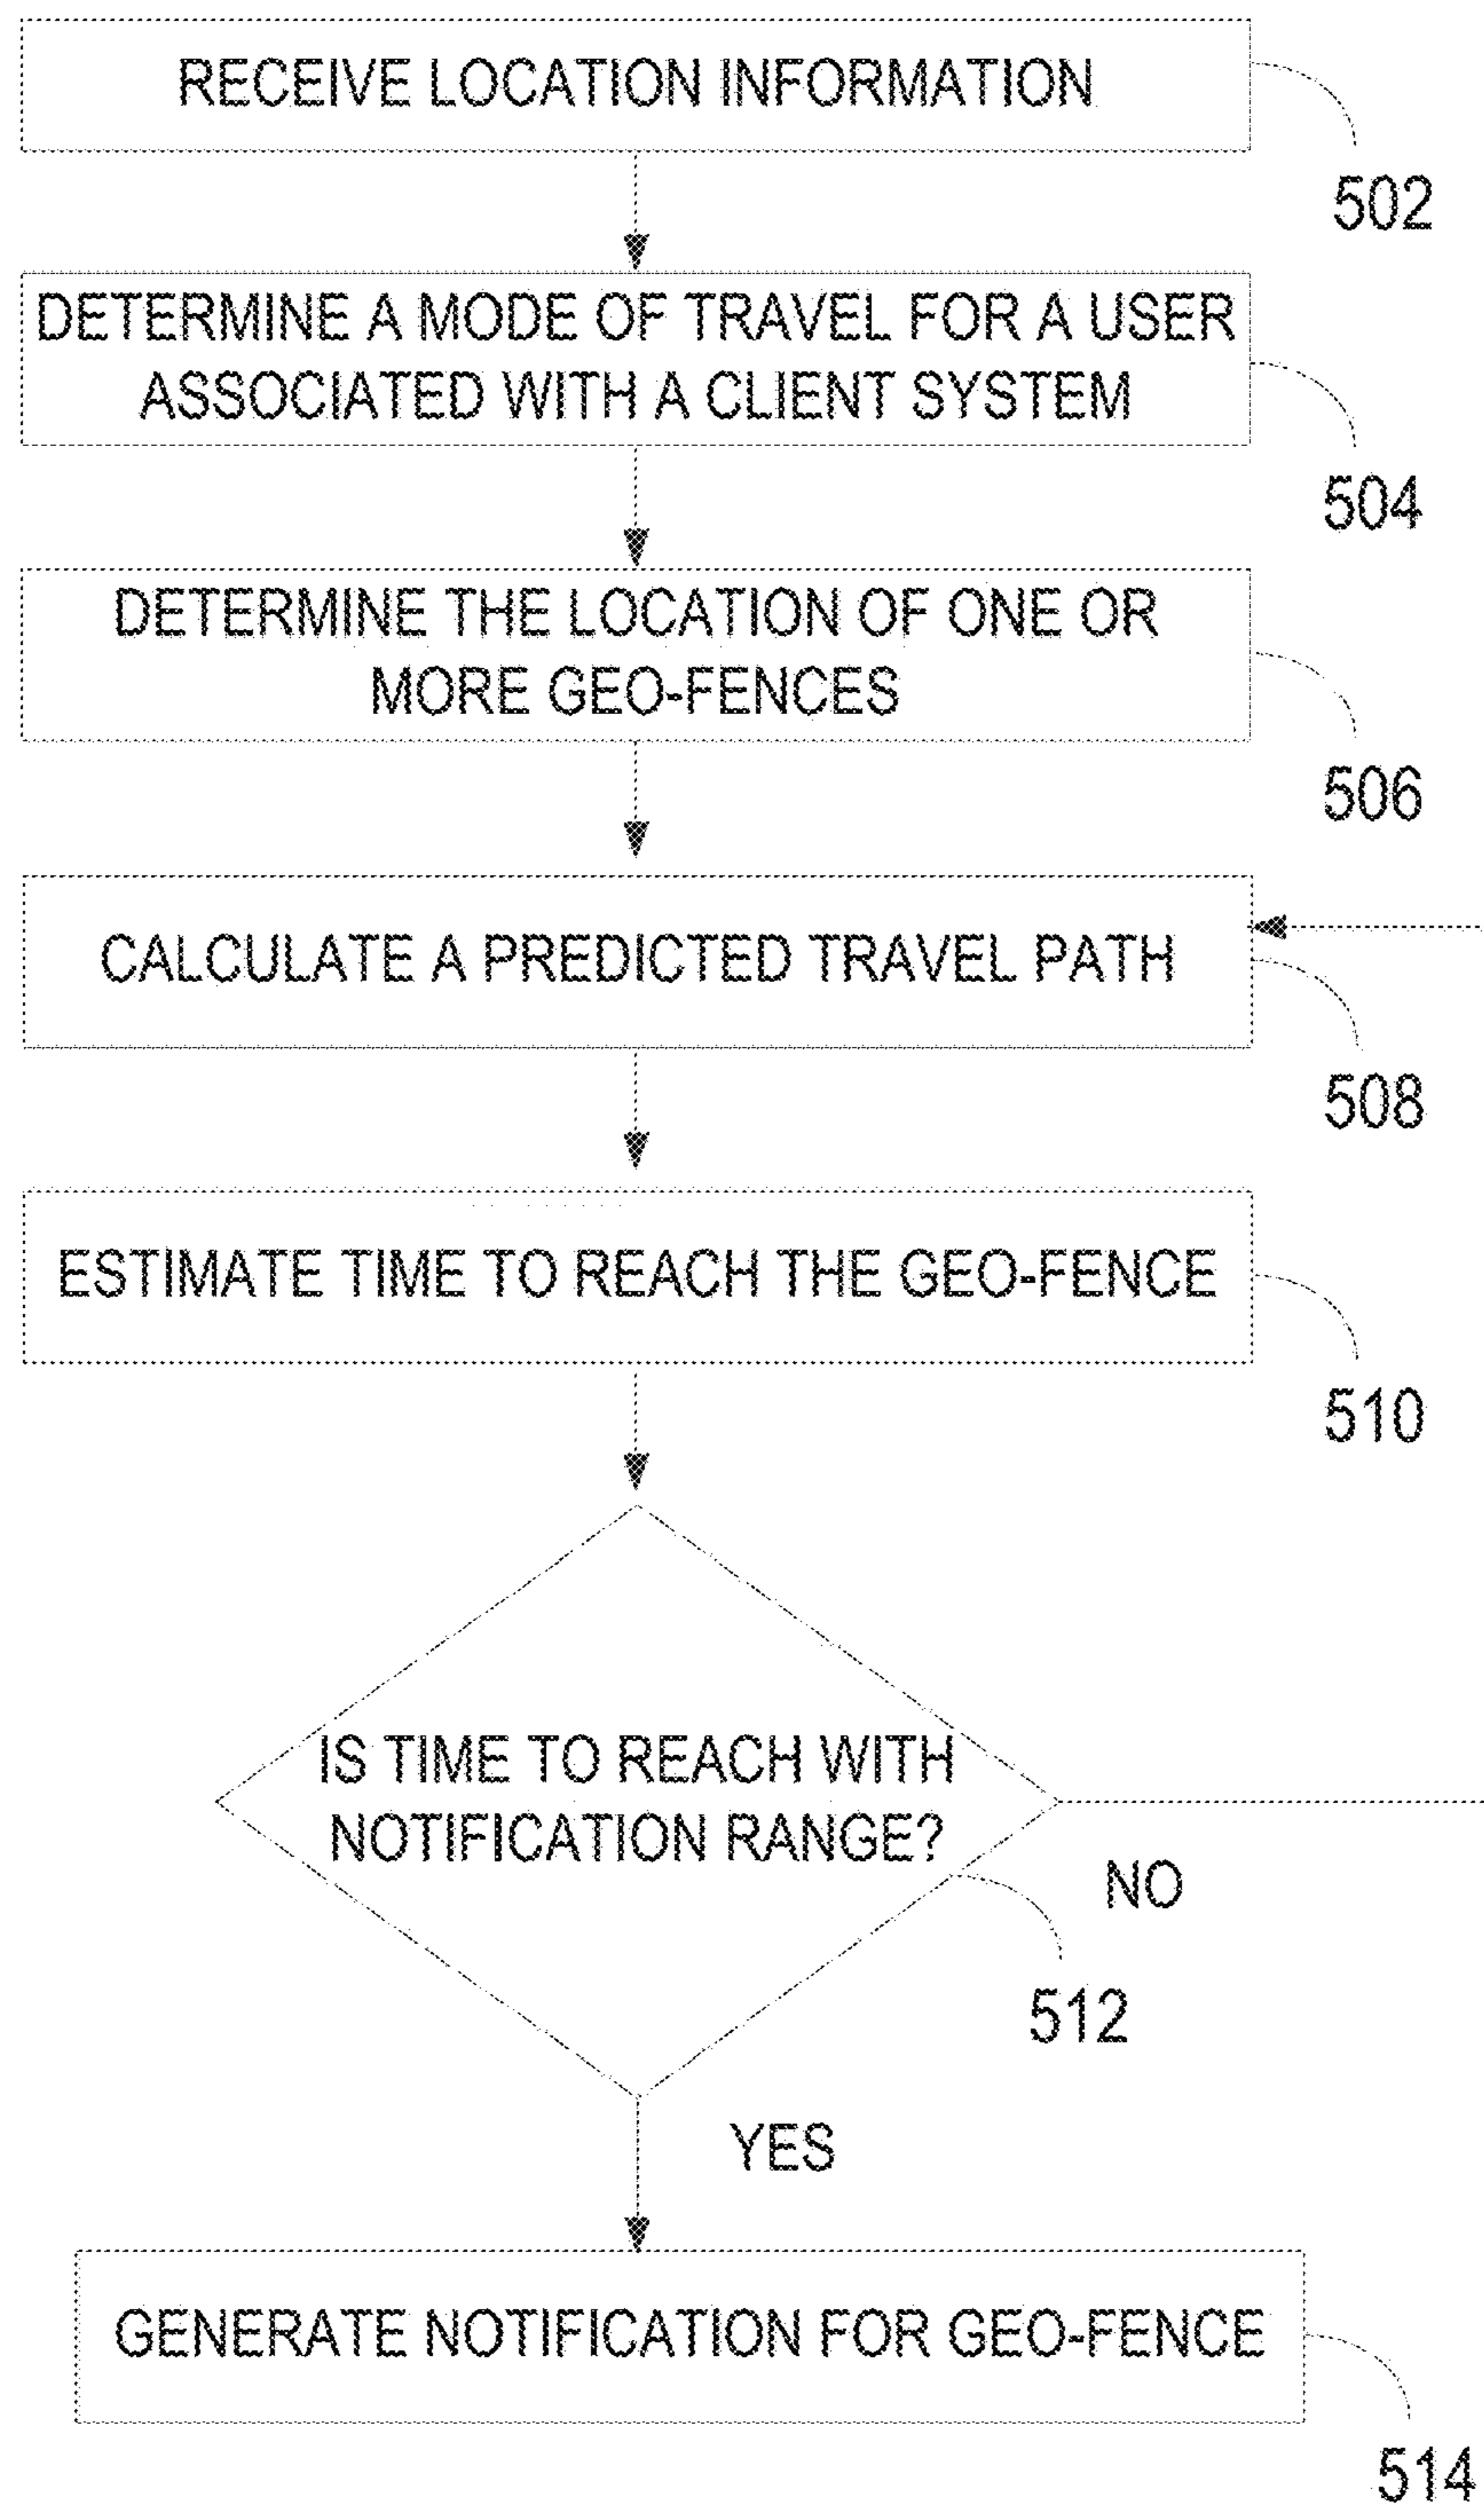 RECEIVE LOCATION INFORMATION
502
DETERMINE A MODE OF TRAVEL FOR A USER
ASSOCIATED WITH A CLIENT SYSTEM
504
DETERMINE THE LOCATION OF ONE OR
MORE GEO-FENCES
506
CALCULATE A PREDICTED TRAVEL PATH
508
ESTIMATE TIME TO REACH THE GEO-FENCE
510
IS TIME TO REACH WITH
NOTIFICATION RANGE?
NO
512
YES
GENERATE NOTIFICATION FOR GEO-FENCE
514